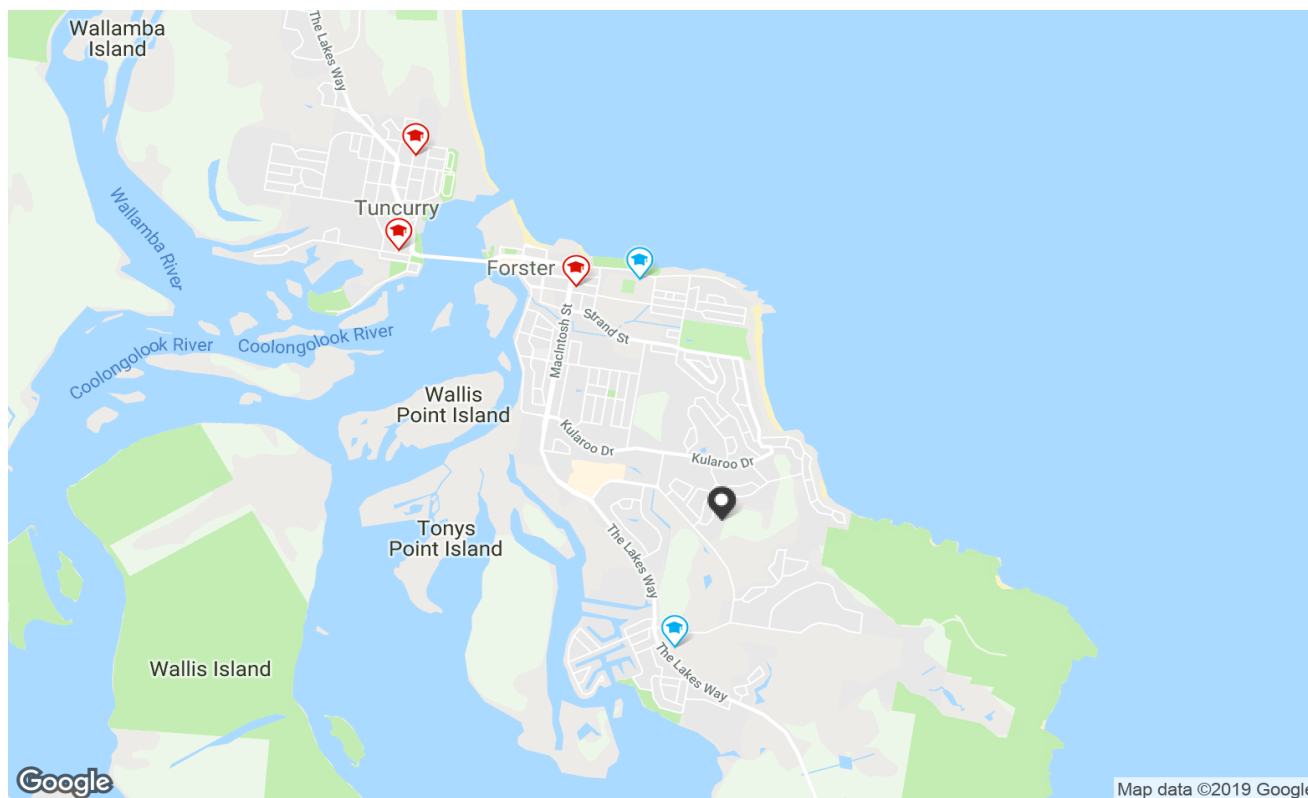 Wallamba
Island
The Lakes Way
Tuncurry
Wallamba River
Forster
Coolongolook River
Coolongolook River
MacIntosh St
Strand St
Wallis
Point Island
Kularoo Dr
Kularoo Dr
Tonys
Point Island
The Lakes Way
Wallis Island
The Lakes Way
Google
Map data ©2019 Google